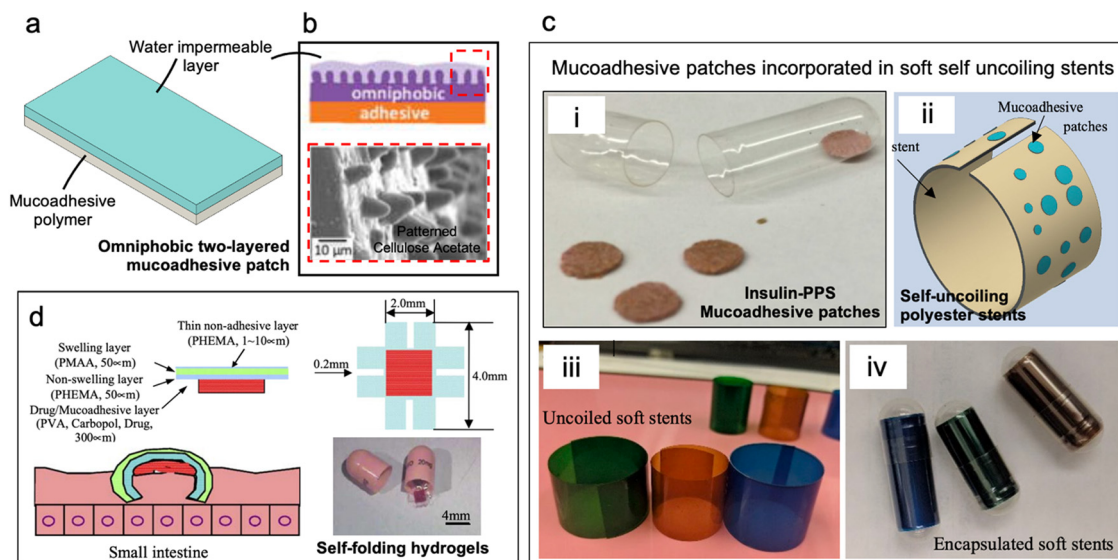 a
Water impermeable
layer
Mucoadhesive
polymer
Omniphobic two-layered
mucoadhesive patch
b
omniphobic
adhesive
10 µm
Patterned
Cellulose Acetate
c
Mucoadhesive patches incorporated in soft self uncoiling stents
i
Insulin-PPS
Mucoadhesive patches
ii
Mucoadhesive
patches
stent
Self-uncoiling
polyester stents
iii
Uncoiled soft stents
iv
Encapsulated soft stents
d
Thin non-adhesive layer
(PHEMA, 1~10∝m)
Swelling layer
(PMAA, 50∝m)
Non-swelling layer
(PHEMA, 50∝m)
Drug/Mucoadhesive layer
(PVA, Carbopol, Drug,
300∝m)
2.0mm
0.2mm
4.0mm
4mm
Small intestine
Self-folding hydrogels